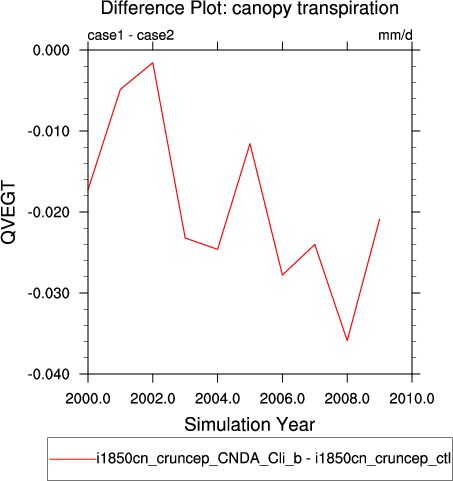 Difference Plot: canopy transpiration
case1 - case2 mm/d
0.000
-0.010
-0.020
-0.030
-0.040
QVEGT
2000.0 2002.0 2004.0 2006.0 2008.0 2010.0
Simulation Year
i1850cn_cruncep_CNDA_Cli_b - i1850cn_cruncep_ctl